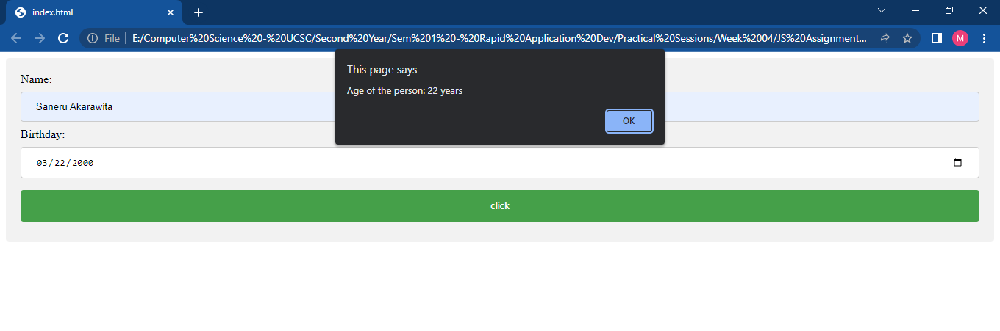 index.html
File
E:/Computer%20Science%20-%20UCSC/Second%20Year/Sem%201%20-%20Rapid%20Application%20Dev/Practical%20Sessions/Week%2004/JS%20Assignment...
M
This page says
Age of the person: 22 years
OK
Name:
Saneru Akarawita
Birthday:
03/22/2000
click